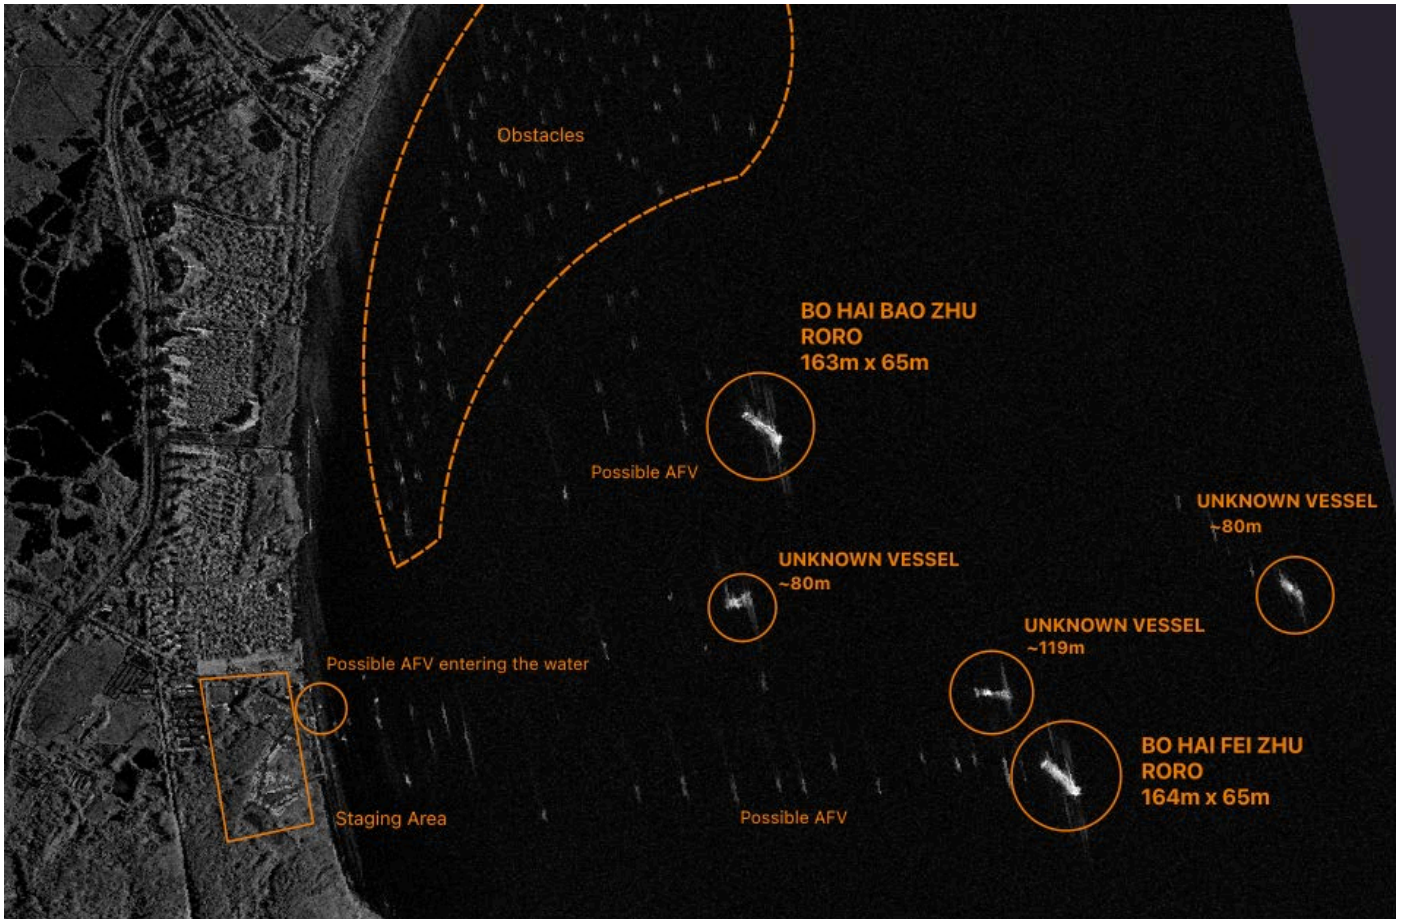 Obstacles
BO HAI BAO ZHU
RORO
163m x 65m
Possible AFV
UNKNOWN VESSEL
~80m
UNKNOWN VESSEL
~80m
UNKNOWN VESSEL
~119m
Possible AFV entering the water
BO HAI FEI ZHU
RORO
164m x 65m
Staging Area
Possible AFV